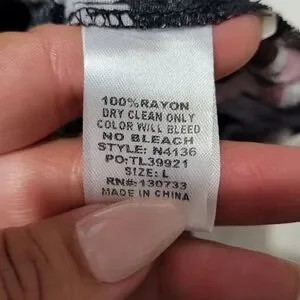 100%RAYON
DRY CLEAN ONLY
COLOR WILL BLEED
NO BLEACH
STYLE: N4136
PO:TL39921
SIZE: L
RN#:130733
MADE IN CHINA